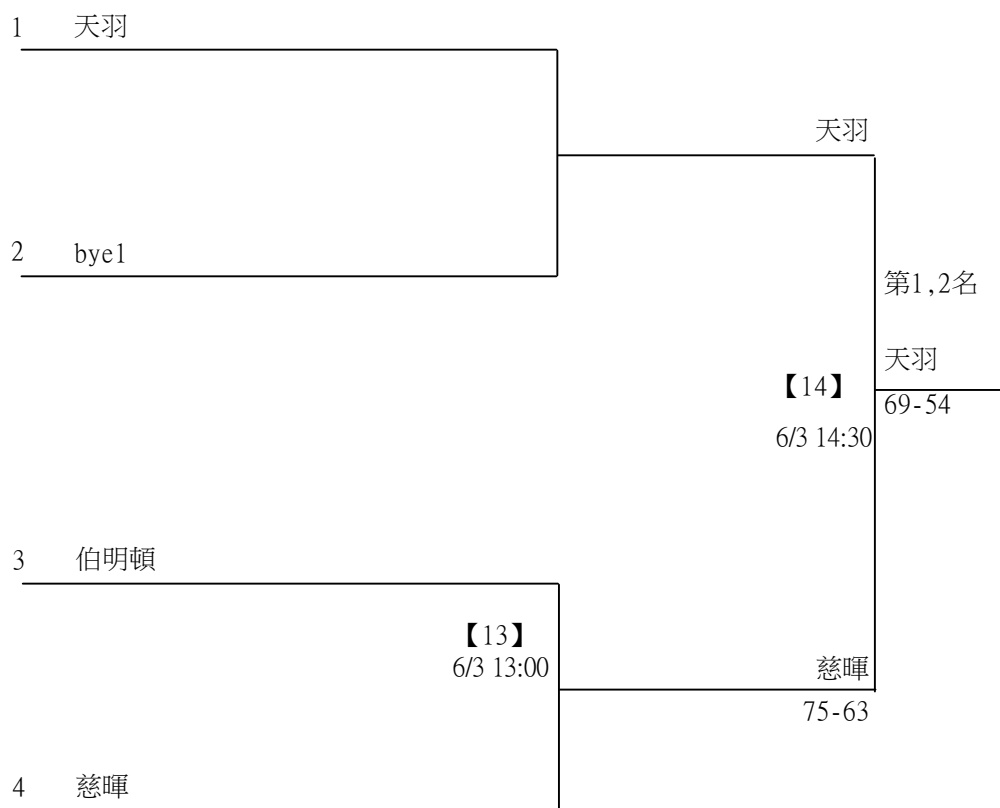 1 天羽
天羽
2 bye1
第1,2名
天羽
【14】
69-54
6/3 14:30
3 伯明頓
【13】
6/3 13:00
慈暉
75-63
4 慈暉